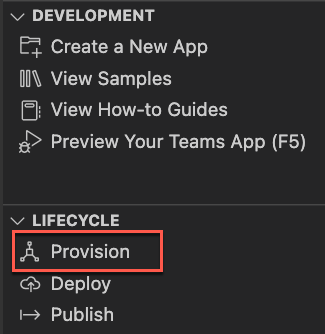 DEVELOPMENT
Create a New App
View Samples
View How-to Guides
Preview Your Teams App (F5)
LIFECYCLE
Provision
Deploy
Publish